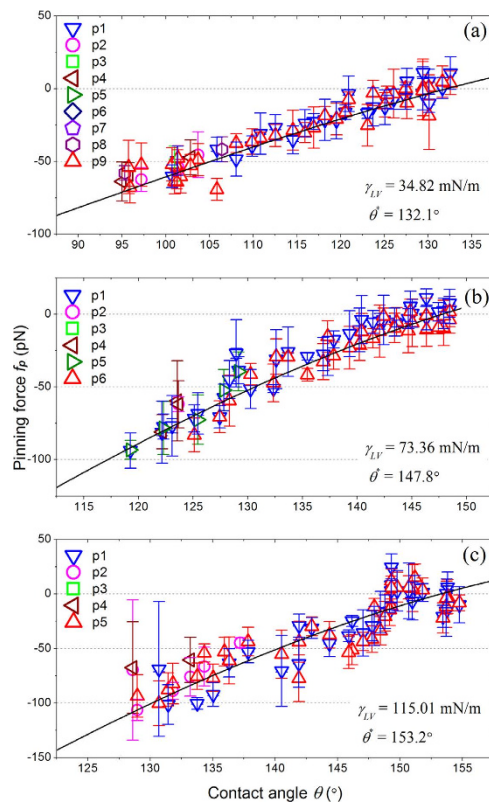 (a)
p1
p2
p3
p4
p5
p6
p7
p8
p9
50
0
-50
-100
γLV = 34.82 mN/m
θ* = 132.1°
90 95 100 105 110 115 120 125 130 135
(b)
p1
p2
p3
p4
p5
p6
0
-50
-100
γLV = 73.36 mN/m
θ* = 147.8°
115 120 125 130 135 140 145 150
Pinning force fP (pN)
(c)
p1
p2
p3
p4
p5
50
0
-50
-100
-150
γLV = 115.01 mN/m
θ* = 153.2°
125 130 135 140 145 150 155
Contact angle θ (°)